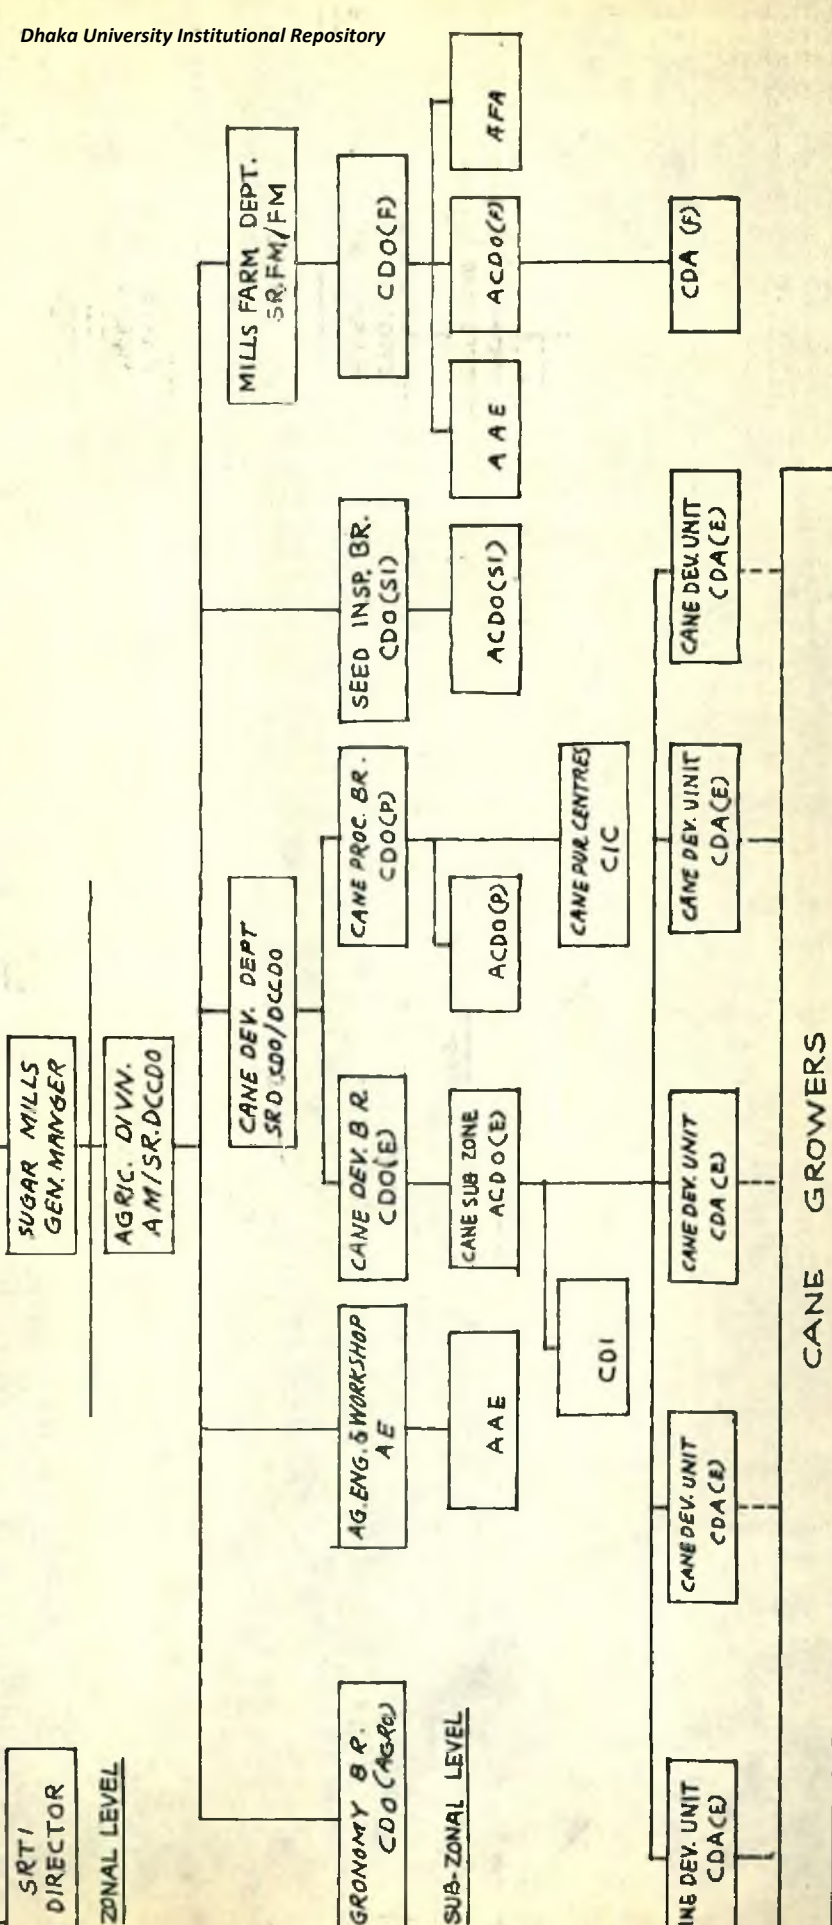 Dhaka University Institutional Repository
SRTI
DIRECTOR
SUGAR MILLS
GEN. MANGER
ZONAL LEVEL
AGRIC. DIVN.
AM/SR.DCCDO
CANE DEV. DEPT
SRD CDO/DCCDO
MILLS FARM DEPT.
SR.FM/FM
GRONOMY BR.
CDO(AGRO)
AG.ENG.& WORKSHOP
AE
CANE DEV. BR.
CDO(E)
CANE PROC. BR.
CDO(P)
SEED INSP. BR.
CDO(SI)
CDO(F)
SUB-ZONAL LEVEL
AAE
CANE SUB ZONE
ACDO(E)
ACDO(P)
ACDO(SI)
AAE
ACDO(F)
AFA
CDI
CANE PUR CENTRES
CIC
NE DEV. UNIT
CDA(E)
CANE DEV. UNIT
CDA(E)
CANE DEV. UNIT
CDA(E)
CANE DEV. UINIT
CDA(E)
CANE DEV. UNIT
CDA(E)
CDA (F)
CANE GROWERS